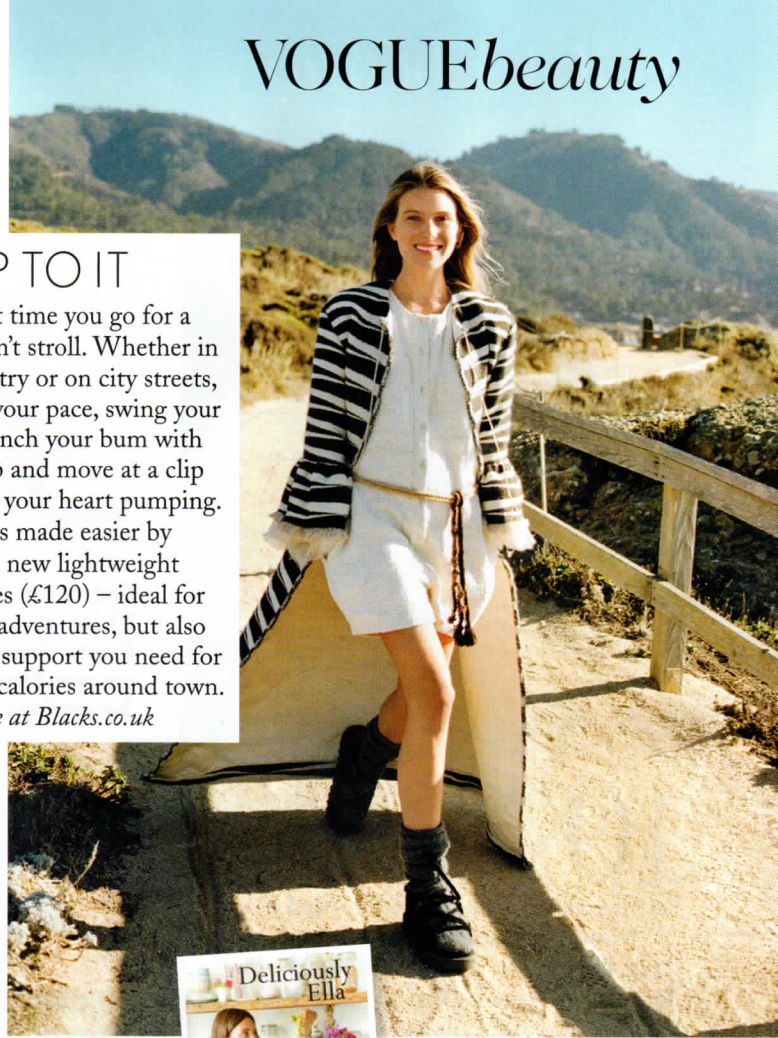 VOGUEbeauty
TO IT
time you go for a
n't stroll. Whether in
try or on city streets,
your pace, swing your
nch your bum with
and move at a clip
your heart pumping.
s made easier by
new lightweight
es (£120) – ideal for
adventures, but also
support you need for
calories around town.
at Blacks.co.uk
Deliciously
Ella